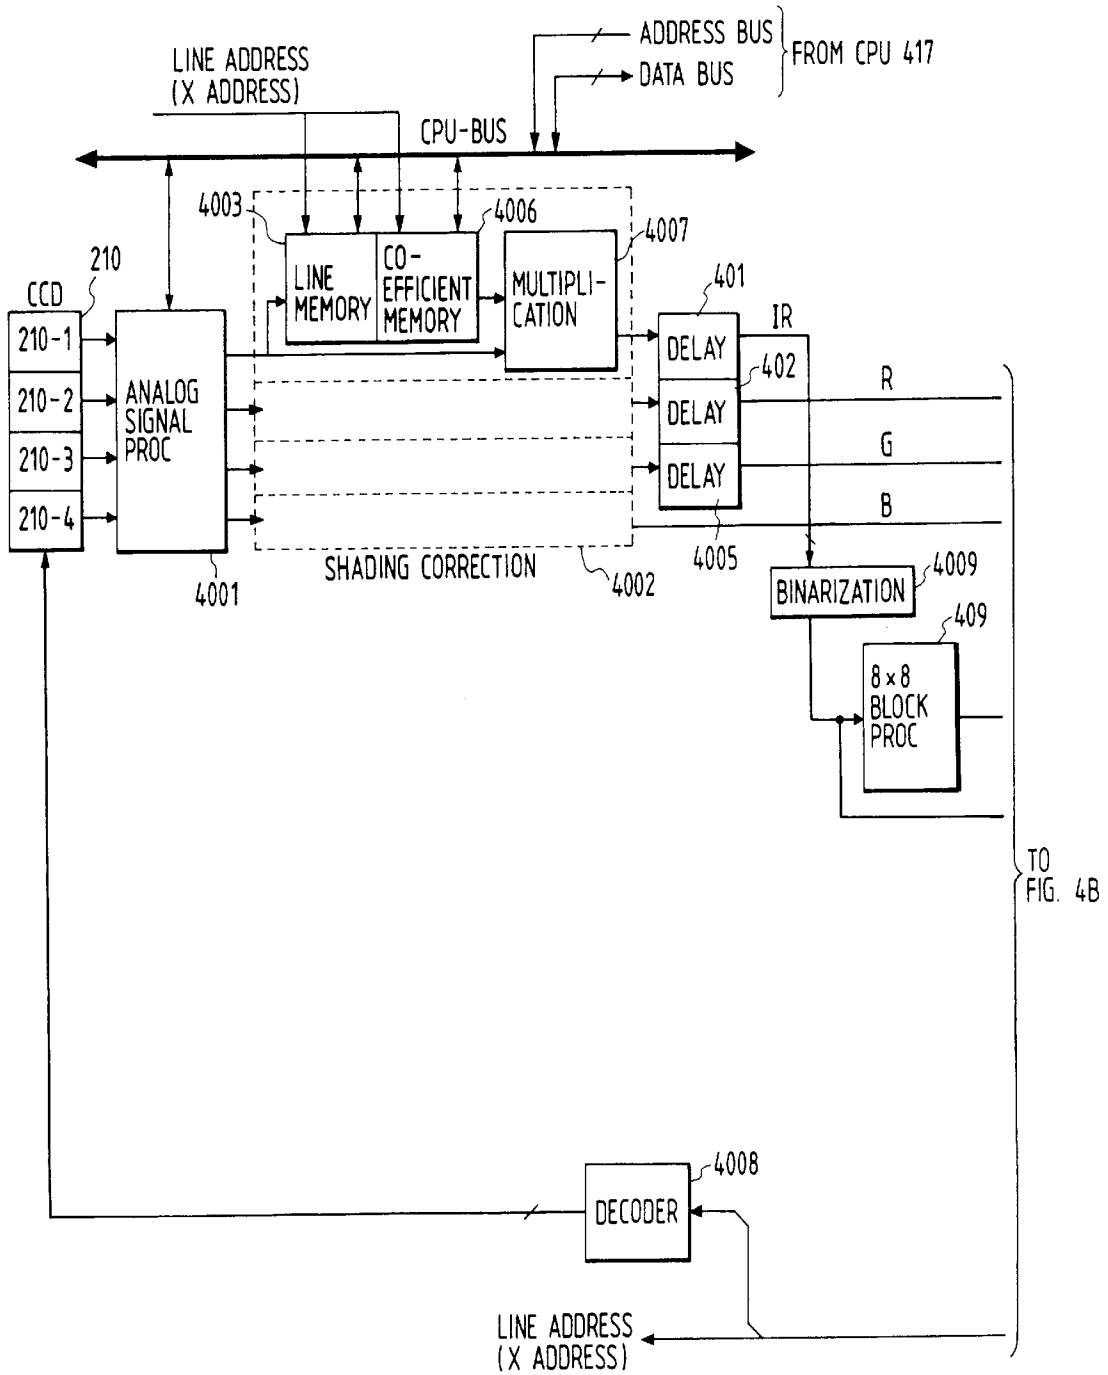 LINE ADDRESS
(X ADDRESS)
ADDRESS BUS
DATA BUS
FROM CPU 417
CPU-BUS
4003
4006
4007
210
CCD
210-1
210-2
210-3
210-4
ANALOG
SIGNAL
PROC
4001
LINE
MEMORY
CO-
EFFICIENT
MEMORY
MULTIPLI-
CATION
401
DELAY
402
DELAY
DELAY
4005
IR
R
G
B
SHADING CORRECTION
4002
BINARIZATION
4009
409
8×8
BLOCK
PROC
TO
FIG. 4B
4008
DECODER
LINE ADDRESS
(X ADDRESS)